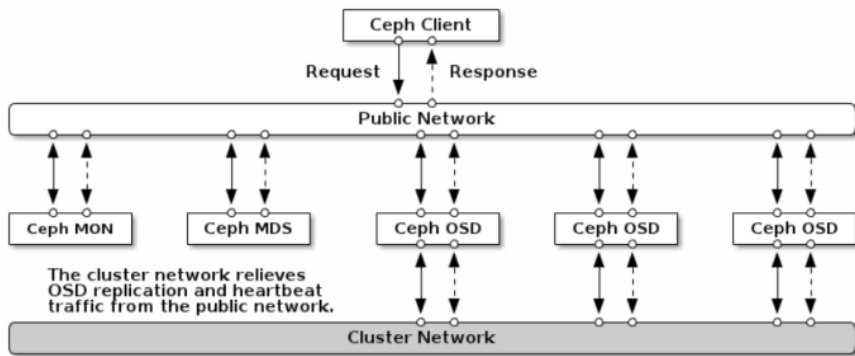 Ceph Client
Request Response
Public Network
Ceph MON Ceph MDS Ceph OSD Ceph OSD Ceph OSD
The cluster network relieves
OSD replication and heartbeat
traffic from the public network.
Cluster Network